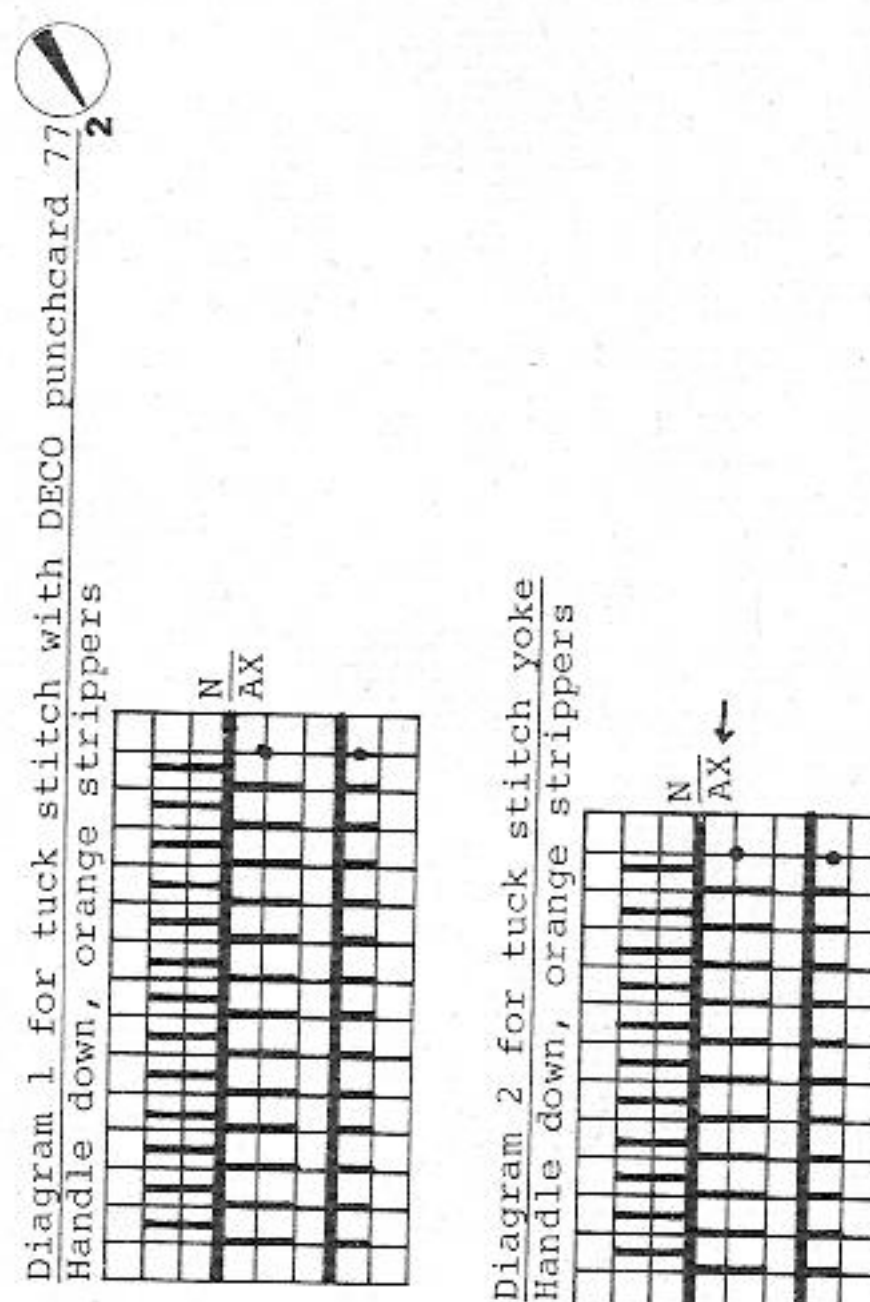 Diagram 1 for tuck stitch with DECO punchcard 77
2
Handle down, orange strippers
N
AX
Diagram 2 for tuck stitch yoke
Handle down, orange strippers
N
AX